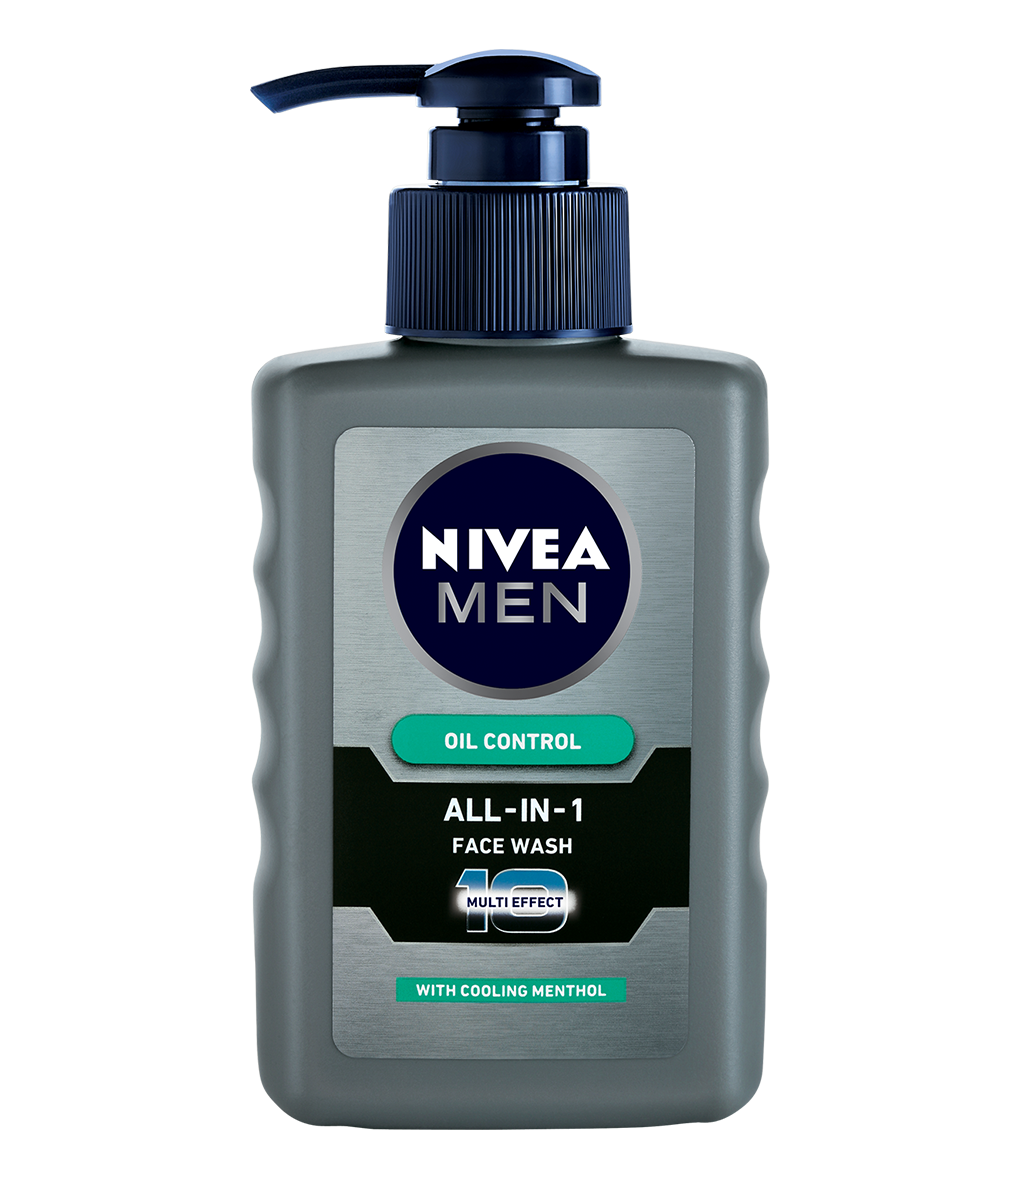 NIVEA
MEN
OIL CONTROL
ALL-IN-1
FACE WASH
10
MULTI EFFECT
WITH COOLING MENTHOL